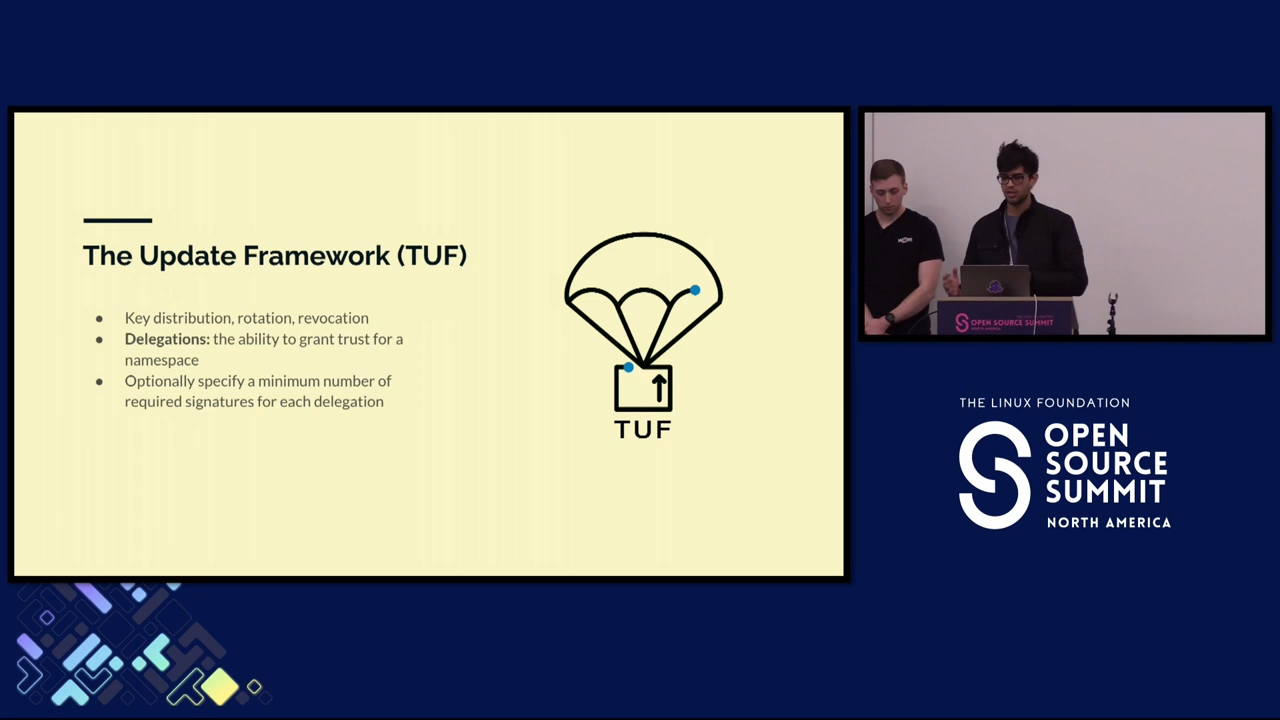 The Update Framework (TUF)
● Key distribution, rotation, revocation
● Delegations: the ability to grant trust for a
namespace
● Optionally specify a minimum number of
required signatures for each delegation
TUF
OPEN SOURCE SUMMIT
THE LINUX FOUNDATION
OPEN
SOURCE
SUMMIT
NORTH AMERICA